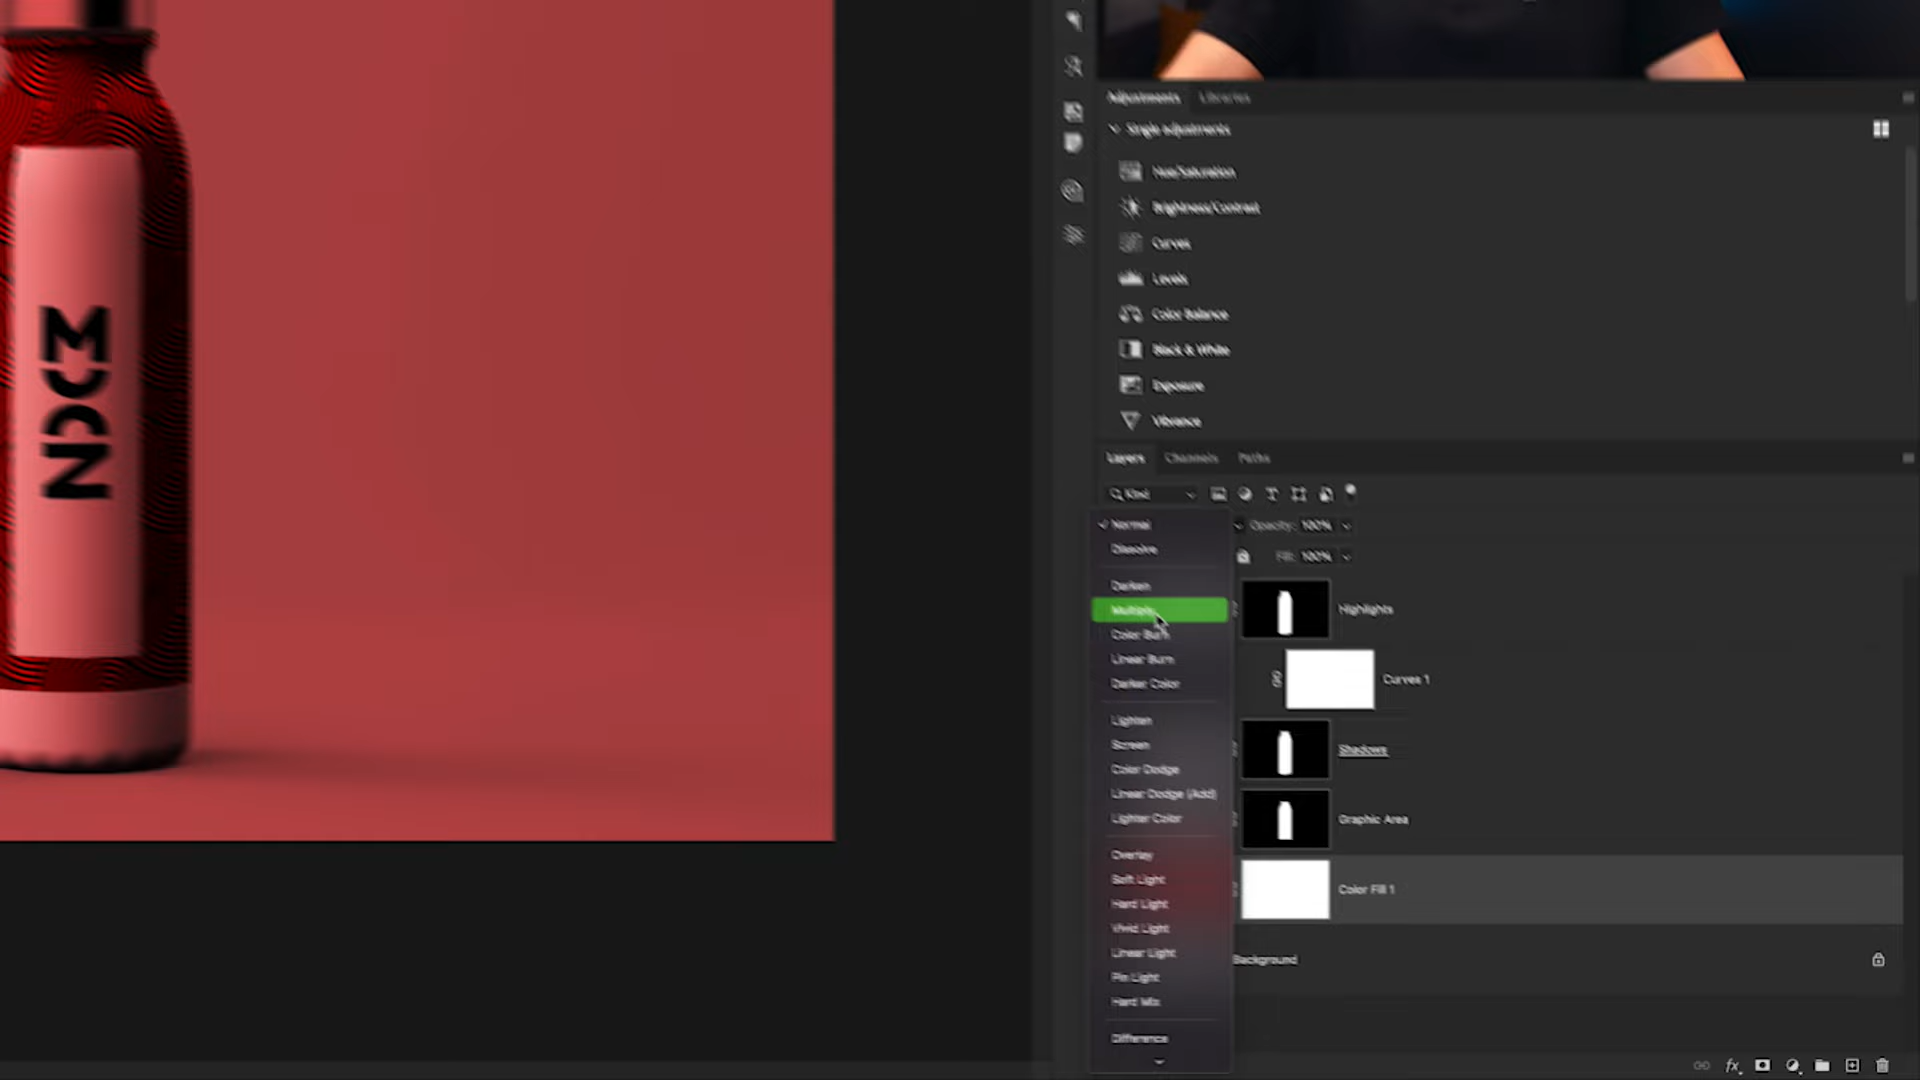 MOON
Adjustments Libraries
Single adjustments
Hue/Saturation
Brightness/Contrast
Curves
Levels
Color Balance
Black & White
Exposure
Vibrance
Layers Channels Paths
Kind
Normal Opacity: 100%
Dissolve Fill: 100%
Darken
Multiply Highlights
Color Burn
Linear Burn
Darker Color Curves 1
Lighten
Screen Shadows
Color Dodge
Linear Dodge (Add)
Lighter Color Graphic Area
Overlay
Soft Light Color Fill 1
Hard Light
Vivid Light
Linear Light Background
Pin Light
Hard Mix
Difference
fx